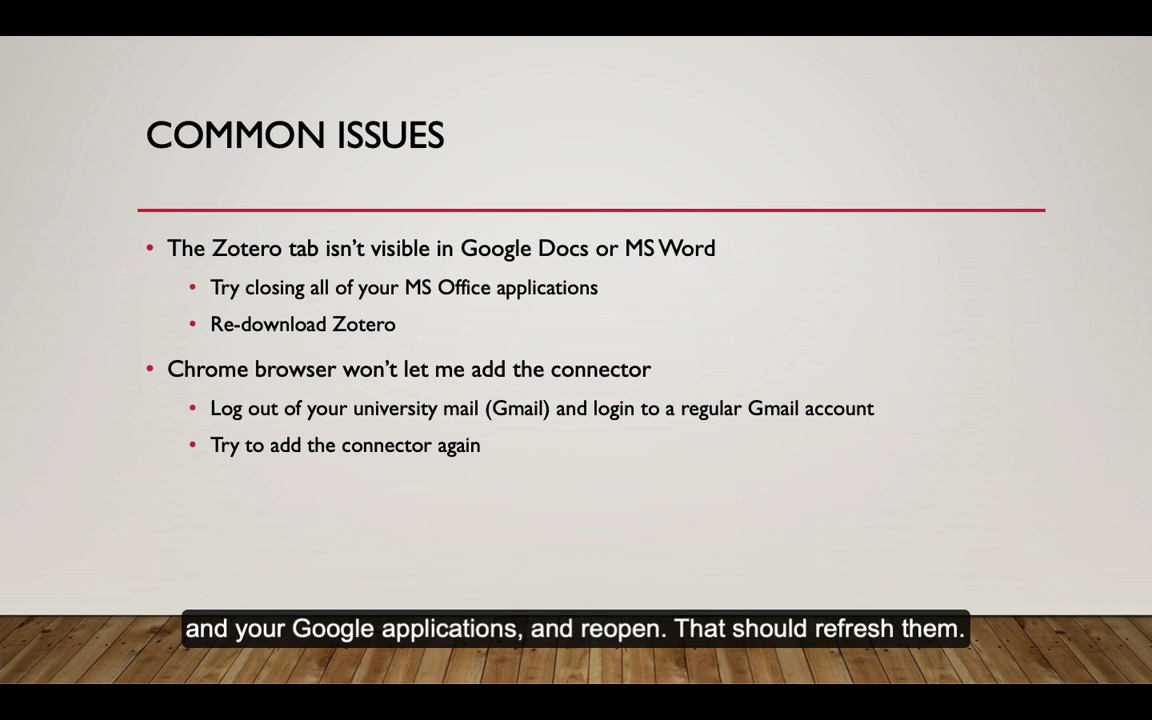 COMMON ISSUES
• The Zotero tab isn't visible in Google Docs or MS Word
• Try closing all of your MS Office applications
• Re-download Zotero
• Chrome browser won't let me add the connector
• Log out of your university mail (Gmail) and login to a regular Gmail account
• Try to add the connector again
and your Google applications, and reopen. That should refresh them.